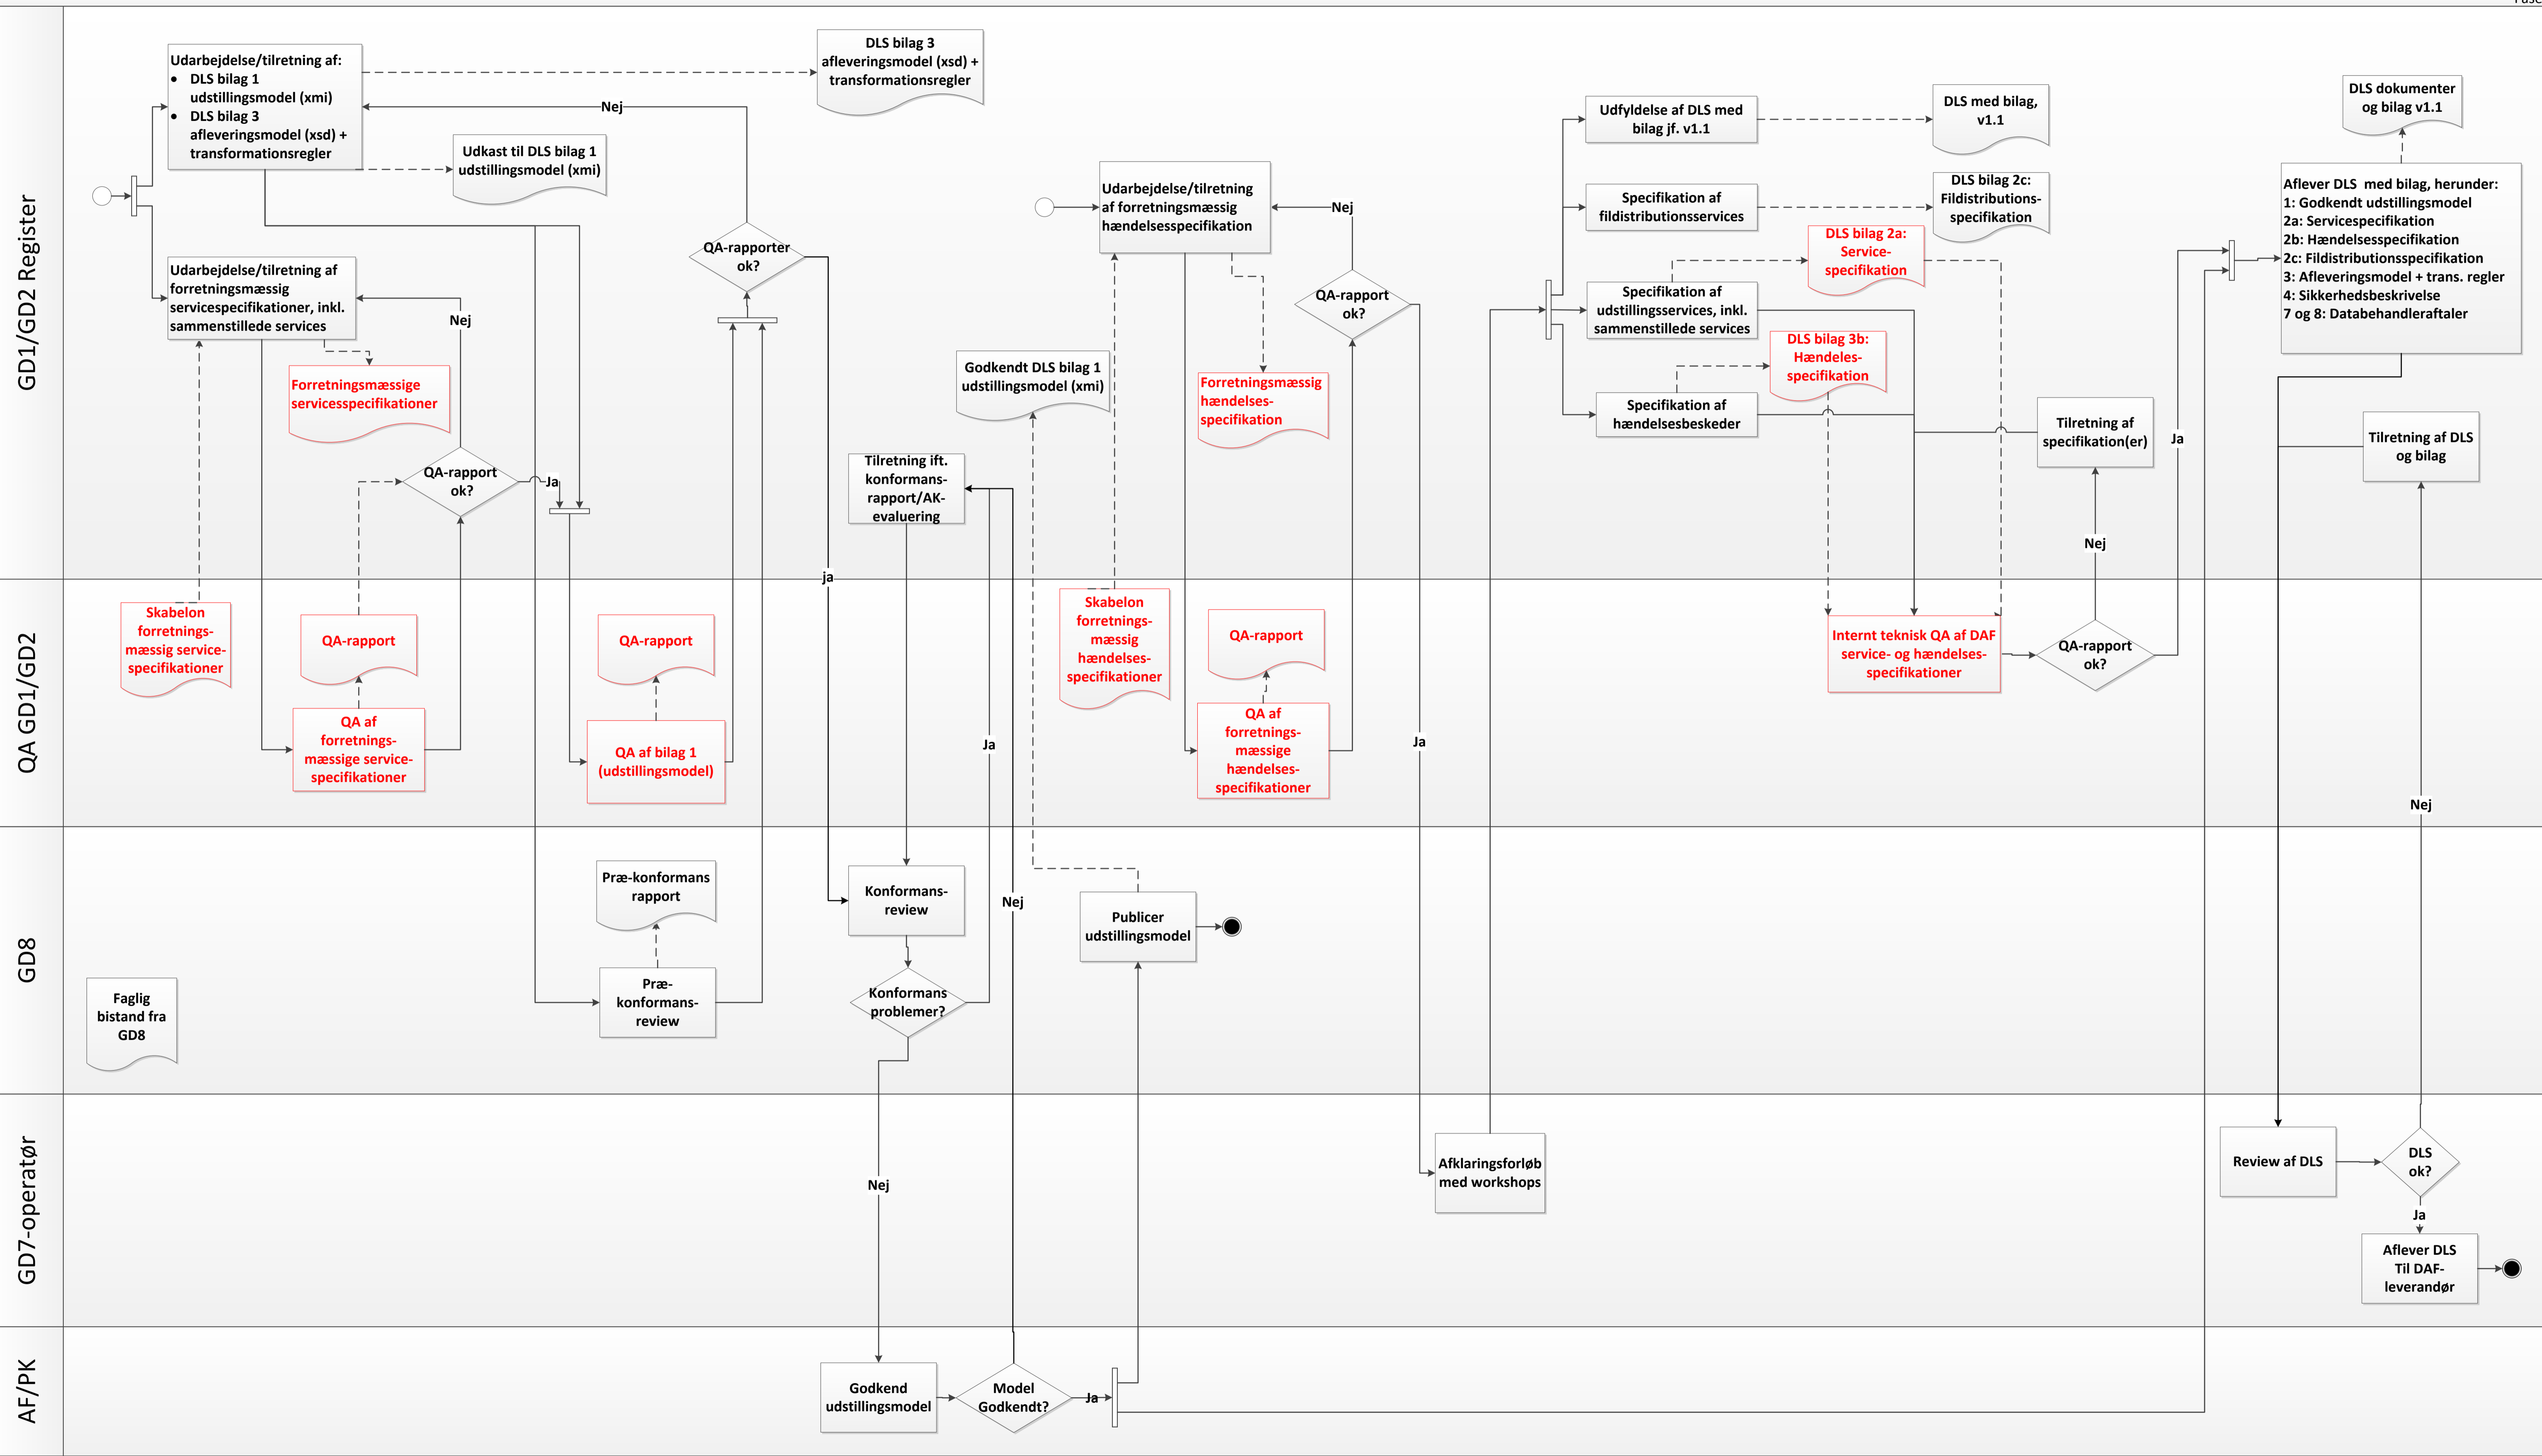 GD1/GD2 Register
Udarbejdelse/tilretning af:
• DLS bilag 1
udstillingsmodel (xmi)
• DLS bilag 3
afleveringsmodel (xsd) +
transformationsregler
DLS bilag 3
afleveringsmodel (xsd) +
transformationsregler
Nej
Udkast til DLS bilag 1
udstillingsmodel (xmi)
QA-rapporter
ok?
Udarbejdelse/tilretning af
forretningsmæssig
servicespecifikationer, inkl.
sammenstillede services
Nej
Forretningsmæssige
servicesspecifikationer
QA-rapport
ok?
Ja
Tilretning ift.
konformans-
rapport/AK-
evaluering
ja
Godkendt DLS bilag 1
udstillingsmodel (xmi)
Udarbejdelse/tilretning
af forretningsmæssig
hændelsesspecifikation
Nej
QA-rapport
ok?
Forretningsmæssig
hændelses-
specifikation
Udfyldelse af DLS med
bilag jf. v1.1
DLS med bilag,
v1.1
Specifikation af
fildistributionsservices
DLS bilag 2c:
Fildistributions-
specifikation
DLS bilag 2a:
Service-
specifikation
Specifikation af
udstillingsservices, inkl.
sammenstillede services
DLS bilag 3b:
Hændeles-
specifikation
Specifikation af
hændelsesbeskeder
Tilretning af
specifikation(er)
Nej
Ja
DLS dokumenter
og bilag v1.1
Aflever DLS  med bilag, herunder:
1: Godkendt udstillingsmodel
2a: Servicespecifikation
2b: Hændelsesspecifikation
2c: Fildistributionsspecifikation
3: Afleveringsmodel + trans. regler
4: Sikkerhedsbeskrivelse
7 og 8: Databehandleraftaler
Tilretning af DLS
og bilag
QA GD1/GD2
Skabelon
forretnings-
mæssig service-
specifikationer
QA-rapport
QA af
forretnings-
mæssige service-
specifikationer
QA-rapport
QA af bilag 1
(udstillingsmodel)
Ja
Skabelon
forretnings-
mæssig
hændelses-
specifikationer
QA-rapport
QA af
forretnings-
mæssige
hændelses-
specifikationer
Ja
Internt teknisk QA af DAF
service- og hændelses-
specifikationer
QA-rapport
ok?
Nej
GD8
Faglig
bistand fra
GD8
Præ-konformans
rapport
Præ-
konformans-
review
Konformans-
review
Konformans
problemer?
Nej
Publicer
udstillingsmodel
GD7-operatør
Nej
Afklaringsforløb
med workshops
Review af DLS
DLS
ok?
Ja
Aflever DLS
Til DAF-
leverandør
AF/PK
Godkend
udstillingsmodel
Model
Godkendt?
Ja